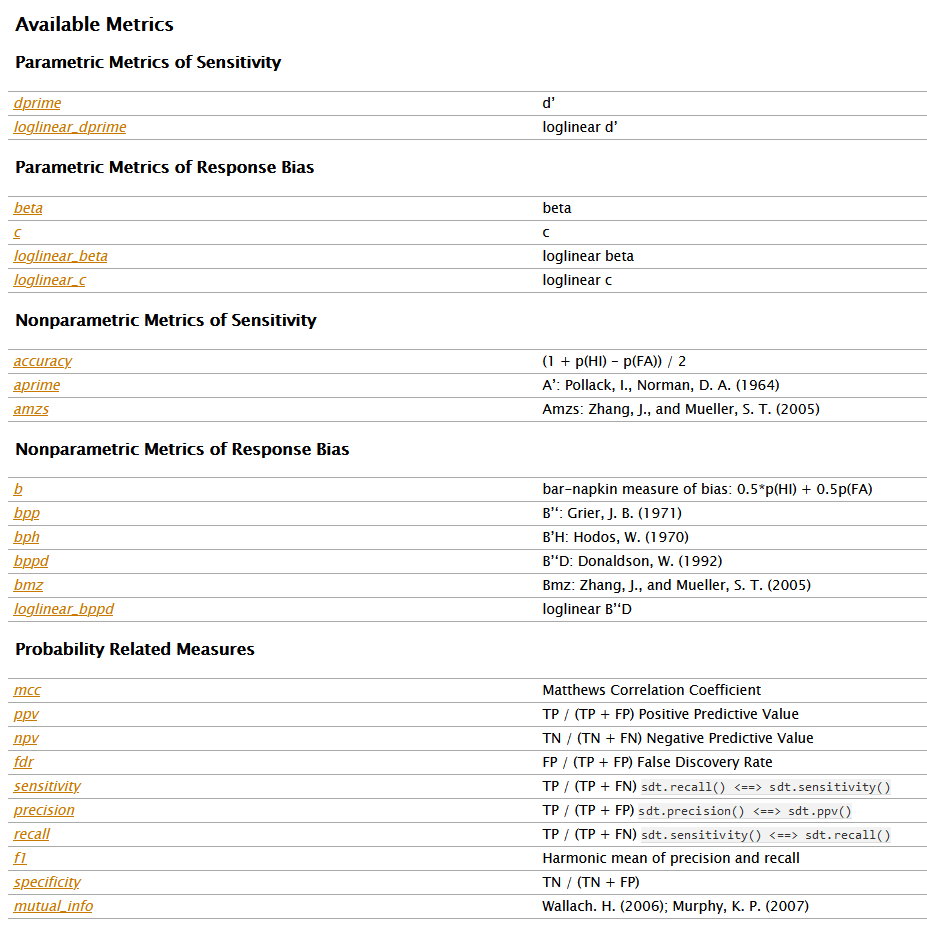 Available Metrics
Parametric Metrics of Sensitivity
dprime d’
loglinear_dprime loglinear d’
Parametric Metrics of Response Bias
beta beta
c c
loglinear_beta loglinear beta
loglinear_c loglinear c
Nonparametric Metrics of Sensitivity
accuracy (1 + p(HI) – p(FA)) / 2
aprime A’: Pollack, I., Norman, D. A. (1964)
amzs Amzs: Zhang, J., and Mueller, S. T. (2005)
Nonparametric Metrics of Response Bias
b bar-napkin measure of bias: 0.5*p(HI) + 0.5p(FA)
bpp B’‘: Grier, J. B. (1971)
bph B’H: Hodos, W. (1970)
bppd B’‘D: Donaldson, W. (1992)
bmz Bmz: Zhang, J., and Mueller, S. T. (2005)
loglinear_bppd loglinear B’‘D
Probability Related Measures
mcc Matthews Correlation Coefficient
ppv TP / (TP + FP) Positive Predictive Value
npv TN / (TN + FN) Negative Predictive Value
fdr FP / (TP + FP) False Discovery Rate
sensitivity TP / (TP + FN) sdt.recall() <==> sdt.sensitivity()
precision TP / (TP + FP) sdt.precision() <==> sdt.ppv()
recall TP / (TP + FN) sdt.sensitivity() <==> sdt.recall()
f1 Harmonic mean of precision and recall
specificity TN / (TN + FP)
mutual_info Wallach. H. (2006); Murphy, K. P. (2007)